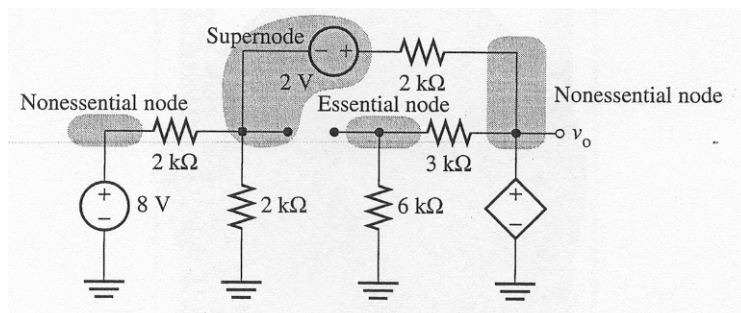 Supernode
− +
2 V
2 kΩ
Nonessential node
Essential node
Nonessential node
2 kΩ
3 kΩ
vo
+
−
8 V
2 kΩ
6 kΩ
+
−